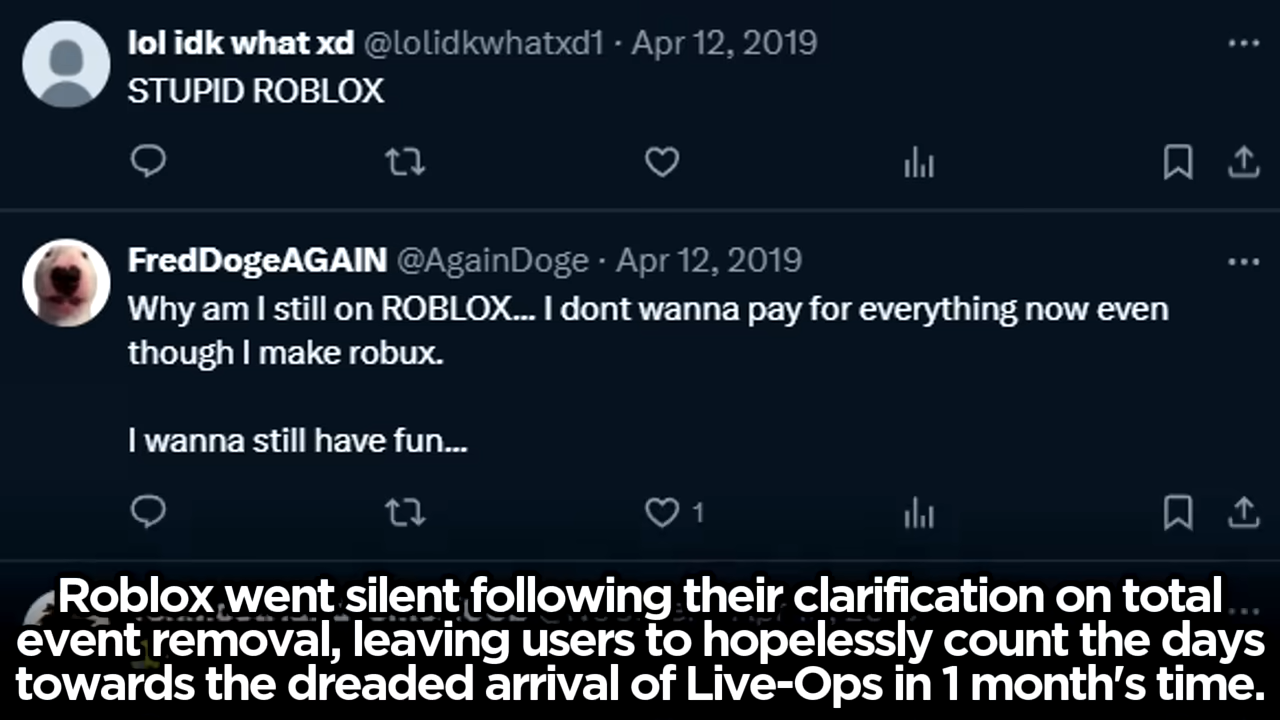 lol idk what xd @lolidkwhatxd1 · Apr 12, 2019
STUPID ROBLOX
FredDogeAGAIN @AgainDoge · Apr 12, 2019
Why am I still on ROBLOX... I dont wanna pay for everything now even
though I make robux.
I wanna still have fun...
1
Roblox went silent following their clarification on total
event removal, leaving users to hopelessly count the days
towards the dreaded arrival of Live-Ops in 1 month's time.